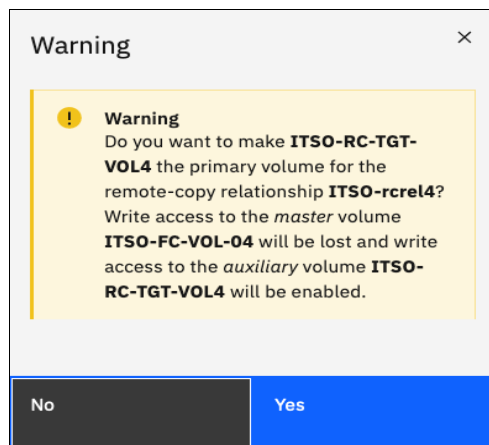 Warning
Warning
Do you want to make ITSO-RC-TGT-
VOL4 the primary volume for the
remote-copy relationship ITSO-rcrel4?
Write access to the master volume
ITSO-FC-VOL-04 will be lost and write
access to the auxiliary volume ITSO-
RC-TGT-VOL4 will be enabled.
No
Yes